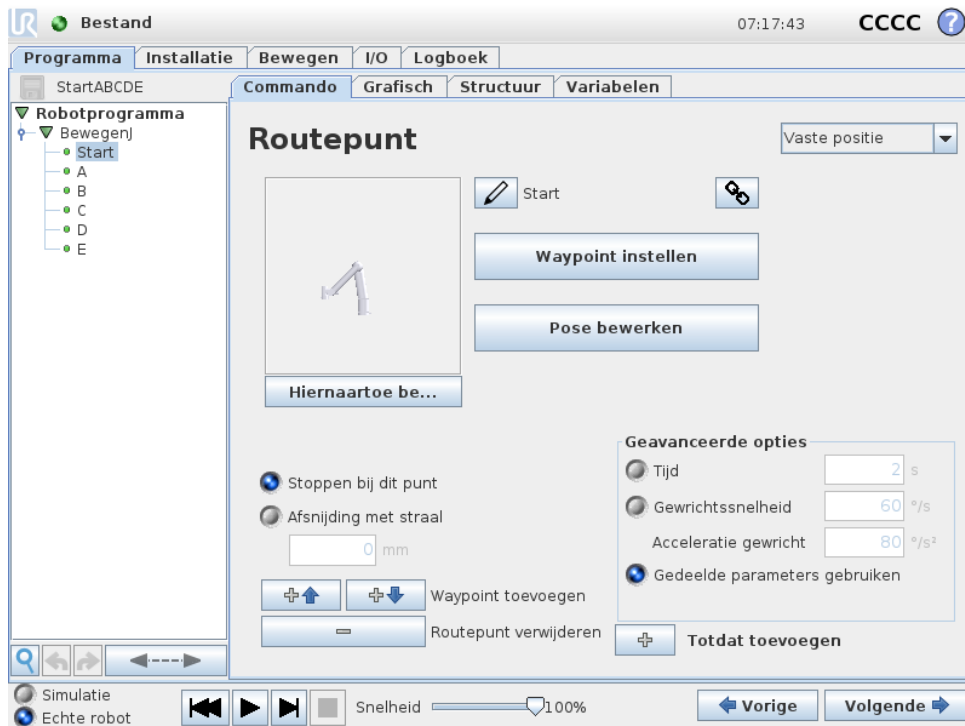 UR Bestand 07:17:43 CCCC ?
Programma Installatie Bewegen I/O Logboek
StartABCDE
Commando Grafisch Structuur Variabelen
Robotprogramma
BewegenJ
Start
A
B
C
D
E
Routepunt
Vaste positie
Start
Waypoint instellen
Pose bewerken
Hiernaartoe be...
Stoppen bij dit punt
Afsnijding met straal
0 mm
Waypoint toevoegen
Routepunt verwijderen
Geavanceerde opties
Tijd 2 s
Gewrichtssnelheid 60 °/s
Acceleratie gewricht 80 °/s²
Gedeelde parameters gebruiken
Totdat toevoegen
Simulatie
Echte robot
Snelheid 100%
Vorige
Volgende